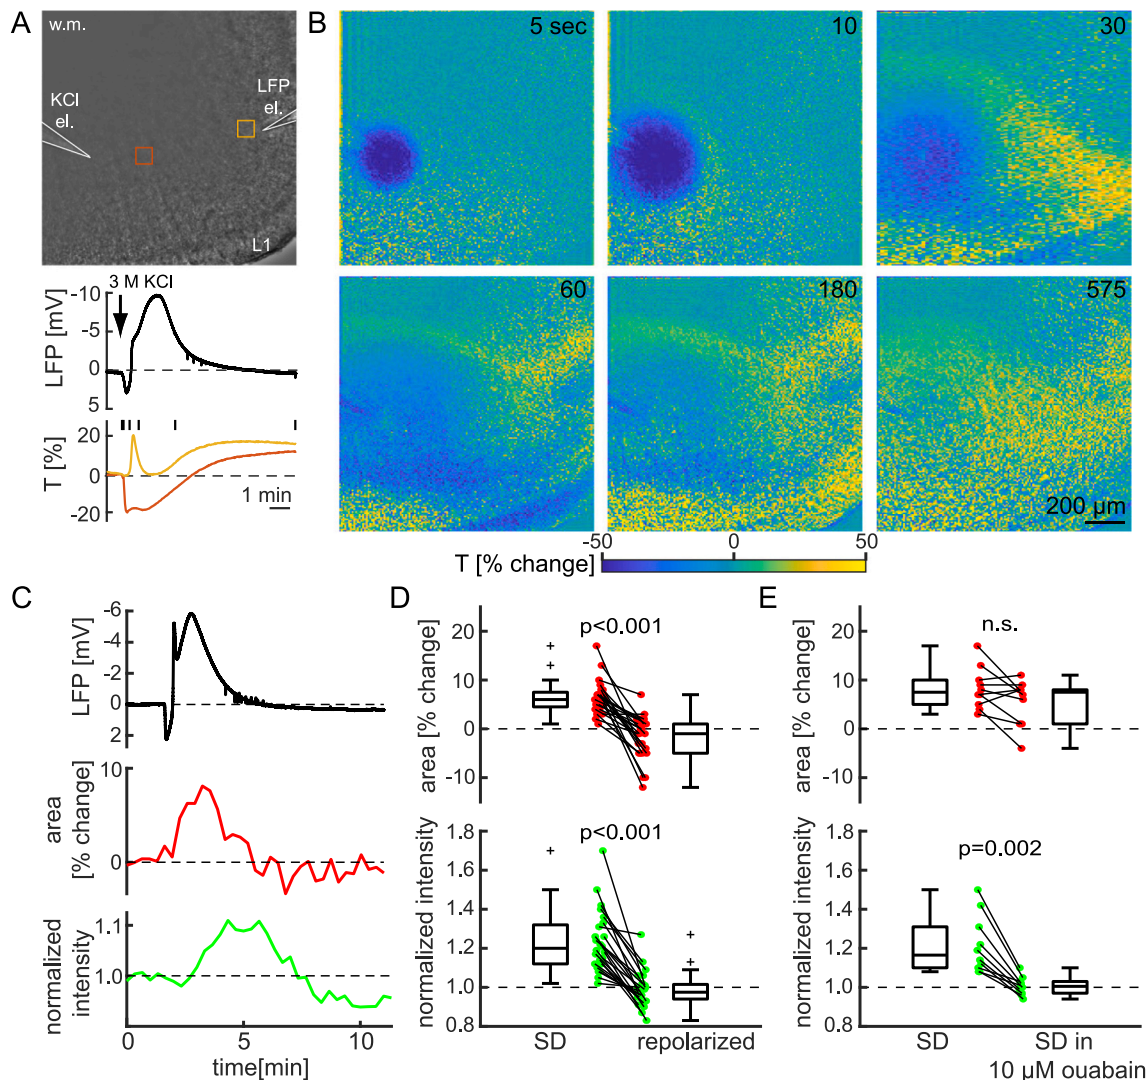 A
w.m.
KCl
el.
LFP
el.
L1
3 M KCl
-10
-5
0
5
LFP [mV]
20
0
-20
T [%]
1 min
B
5 sec
10
30
60
180
575
200 µm
-50
0
50
T [% change]
C
-6
-4
-2
0
2
LFP [mV]
10
0
area
[% change]
1.1
1.0
normalized
intensity
0
5
10
time[min]
D
p<0.001
20
10
0
-10
area [% change]
p<0.001
1.8
1.6
1.4
1.2
1.0
0.8
normalized intensity
SD
repolarized
E
n.s.
20
10
0
-10
area [% change]
p=0.002
1.8
1.6
1.4
1.2
1.0
0.8
normalized intensity
SD
SD in
10 µM ouabain